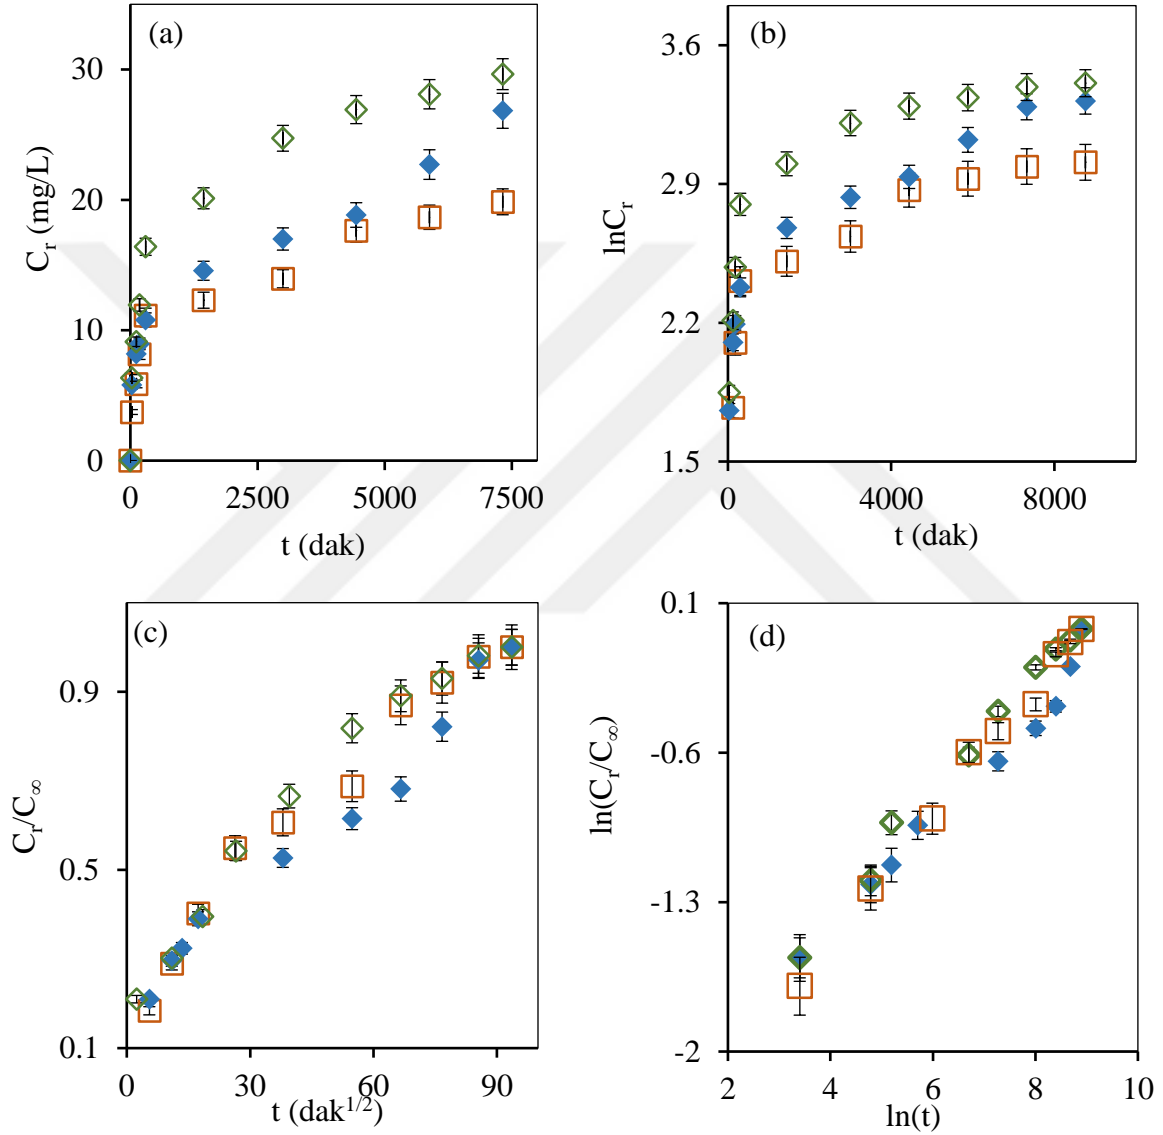 (a)
30
20
10
0
C_r (mg/L)
0 2500 5000 7500
t (dak)
(b)
3.6
2.9
2.2
1.5
lnC_r
0 4000 8000
t (dak)
(c)
0.9
0.5
0.1
C_r/C_∞
0 30 60 90
t (dak^1/2)
(d)
0.1
-0.6
-1.3
-2
ln(C_r/C_∞)
2 4 6 8 10
ln(t)